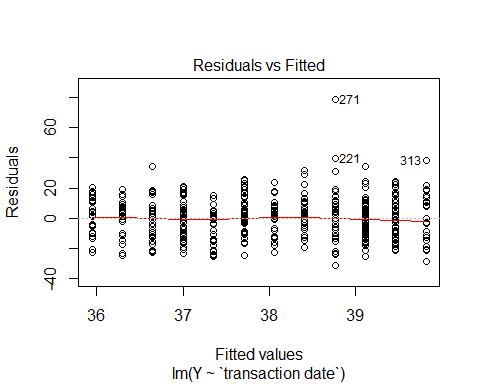 Residuals vs Fitted
Residuals
60
20
0
-40
271
221
313
36
37
38
39
Fitted values
lm(Y ~ `transaction date`)